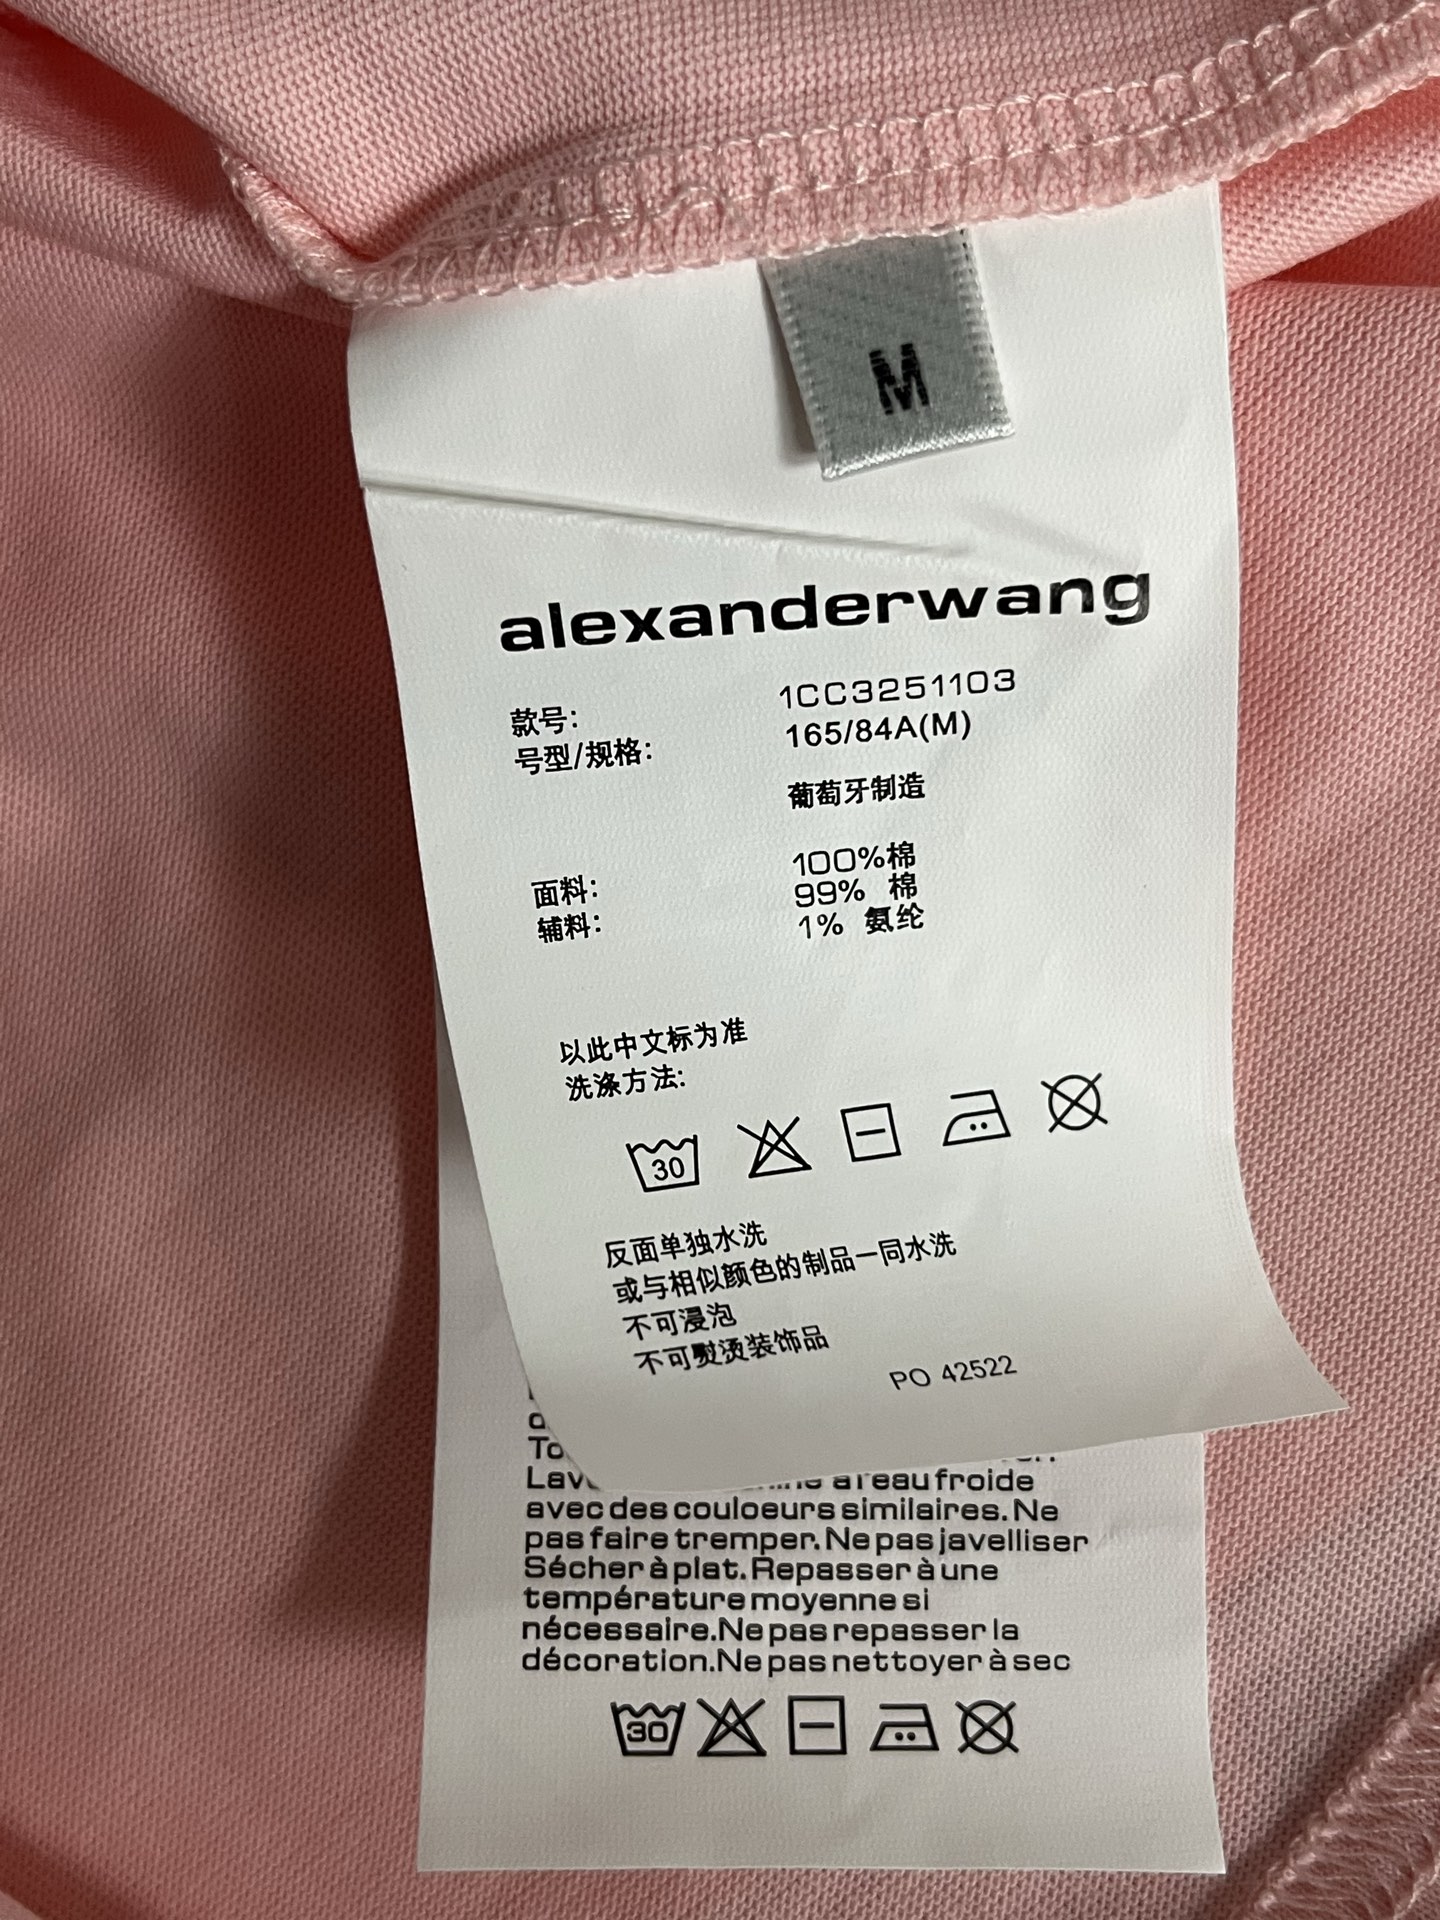 M
alexanderwang
款号: 1CC3251103
号型/规格: 165/84A(M)
葡萄牙制造
面料: 100%棉
辅料: 99% 棉
1% 氨纶
以此中文标为准
洗涤方法:
30
反面单独水洗
或与相似颜色的制品一同水洗
不可浸泡
不可熨烫装饰品
PO 42522
à l'eau froide
avec des couloeurs similaires. Ne
pas faire tremper. Ne pas javelliser
Sécher à plat. Repasser à une
température moyenne si
nécessaire. Ne pas repasser la
décoration. Ne pas nettoyer à sec
30